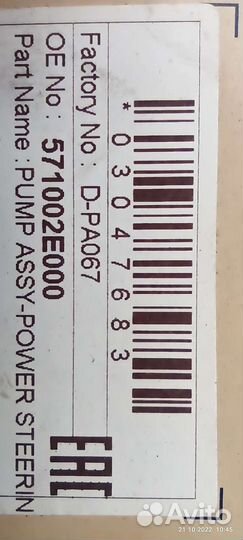 *03047683
Factory No : D-PA067
OE No : 571002E000
Part Name : PUMP ASSY-POWER STEERIN
EAC
21·10·2022 10:45
Avito